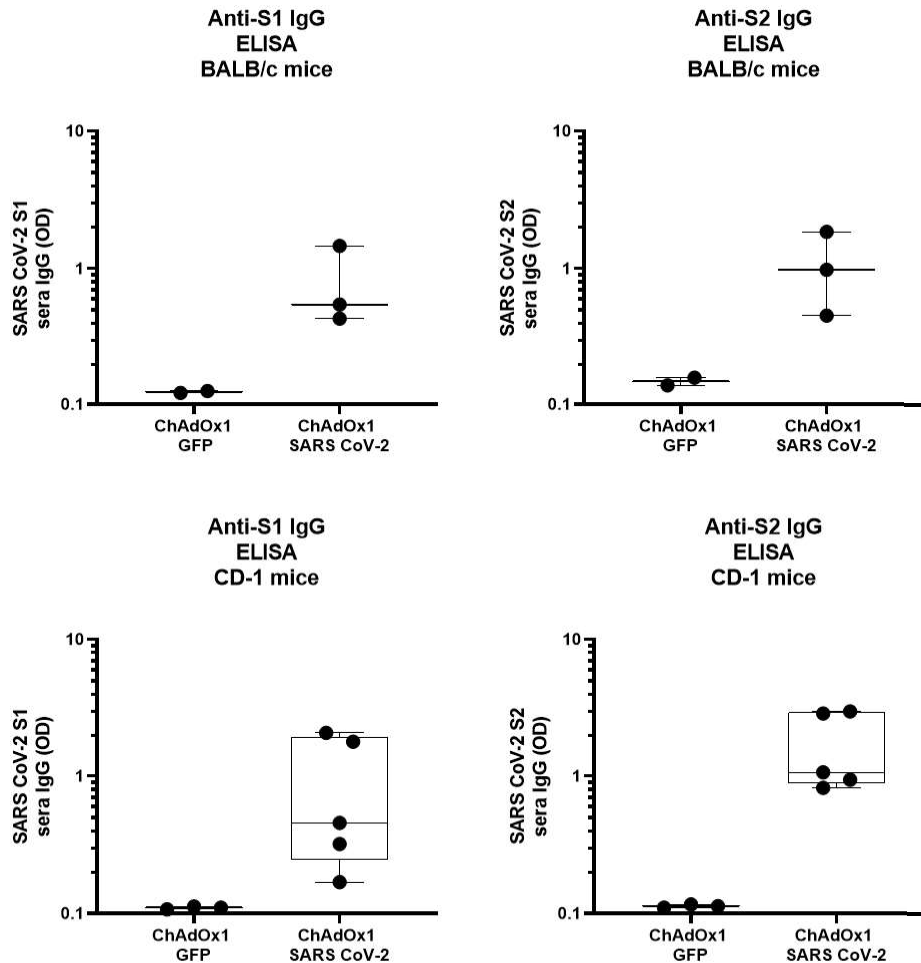 Anti-S1 IgG
ELISA
BALB/c mice
SARS CoV-2 S1
sera IgG (OD)
10
1
0.1
ChAdOx1
GFP
ChAdOx1
SARS CoV-2
Anti-S2 IgG
ELISA
BALB/c mice
SARS CoV-2 S2
sera IgG (OD)
10
1
0.1
ChAdOx1
GFP
ChAdOx1
SARS CoV-2
Anti-S1 IgG
ELISA
CD-1 mice
SARS CoV-2 S1
sera IgG (OD)
10
1
0.1
ChAdOx1
GFP
ChAdOx1
SARS CoV-2
Anti-S2 IgG
ELISA
CD-1 mice
SARS CoV-2 S2
sera IgG (OD)
10
1
0.1
ChAdOx1
GFP
ChAdOx1
SARS CoV-2